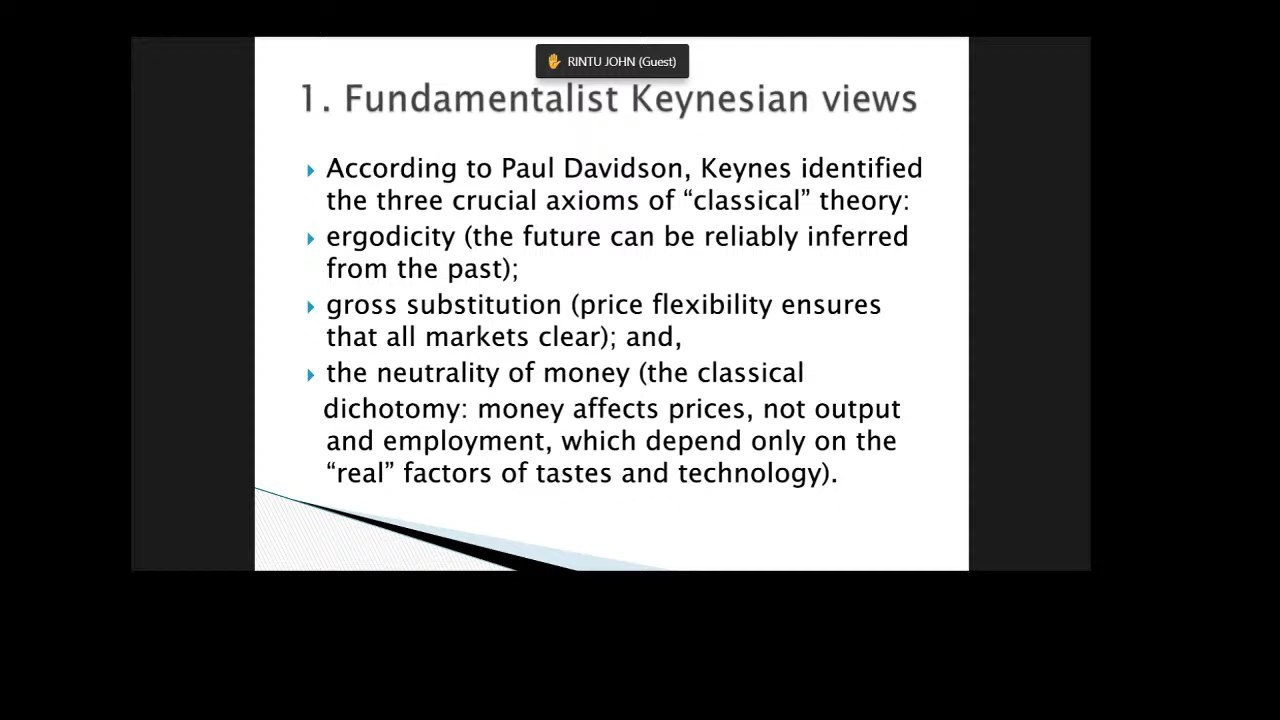 RINTU JOHN (Guest)
1. Fundamentalist Keynesian views
According to Paul Davidson, Keynes identified
the three crucial axioms of “classical” theory:
ergodicity (the future can be reliably inferred
from the past);
gross substitution (price flexibility ensures
that all markets clear); and,
the neutrality of money (the classical
dichotomy: money affects prices, not output
and employment, which depend only on the
“real” factors of tastes and technology).